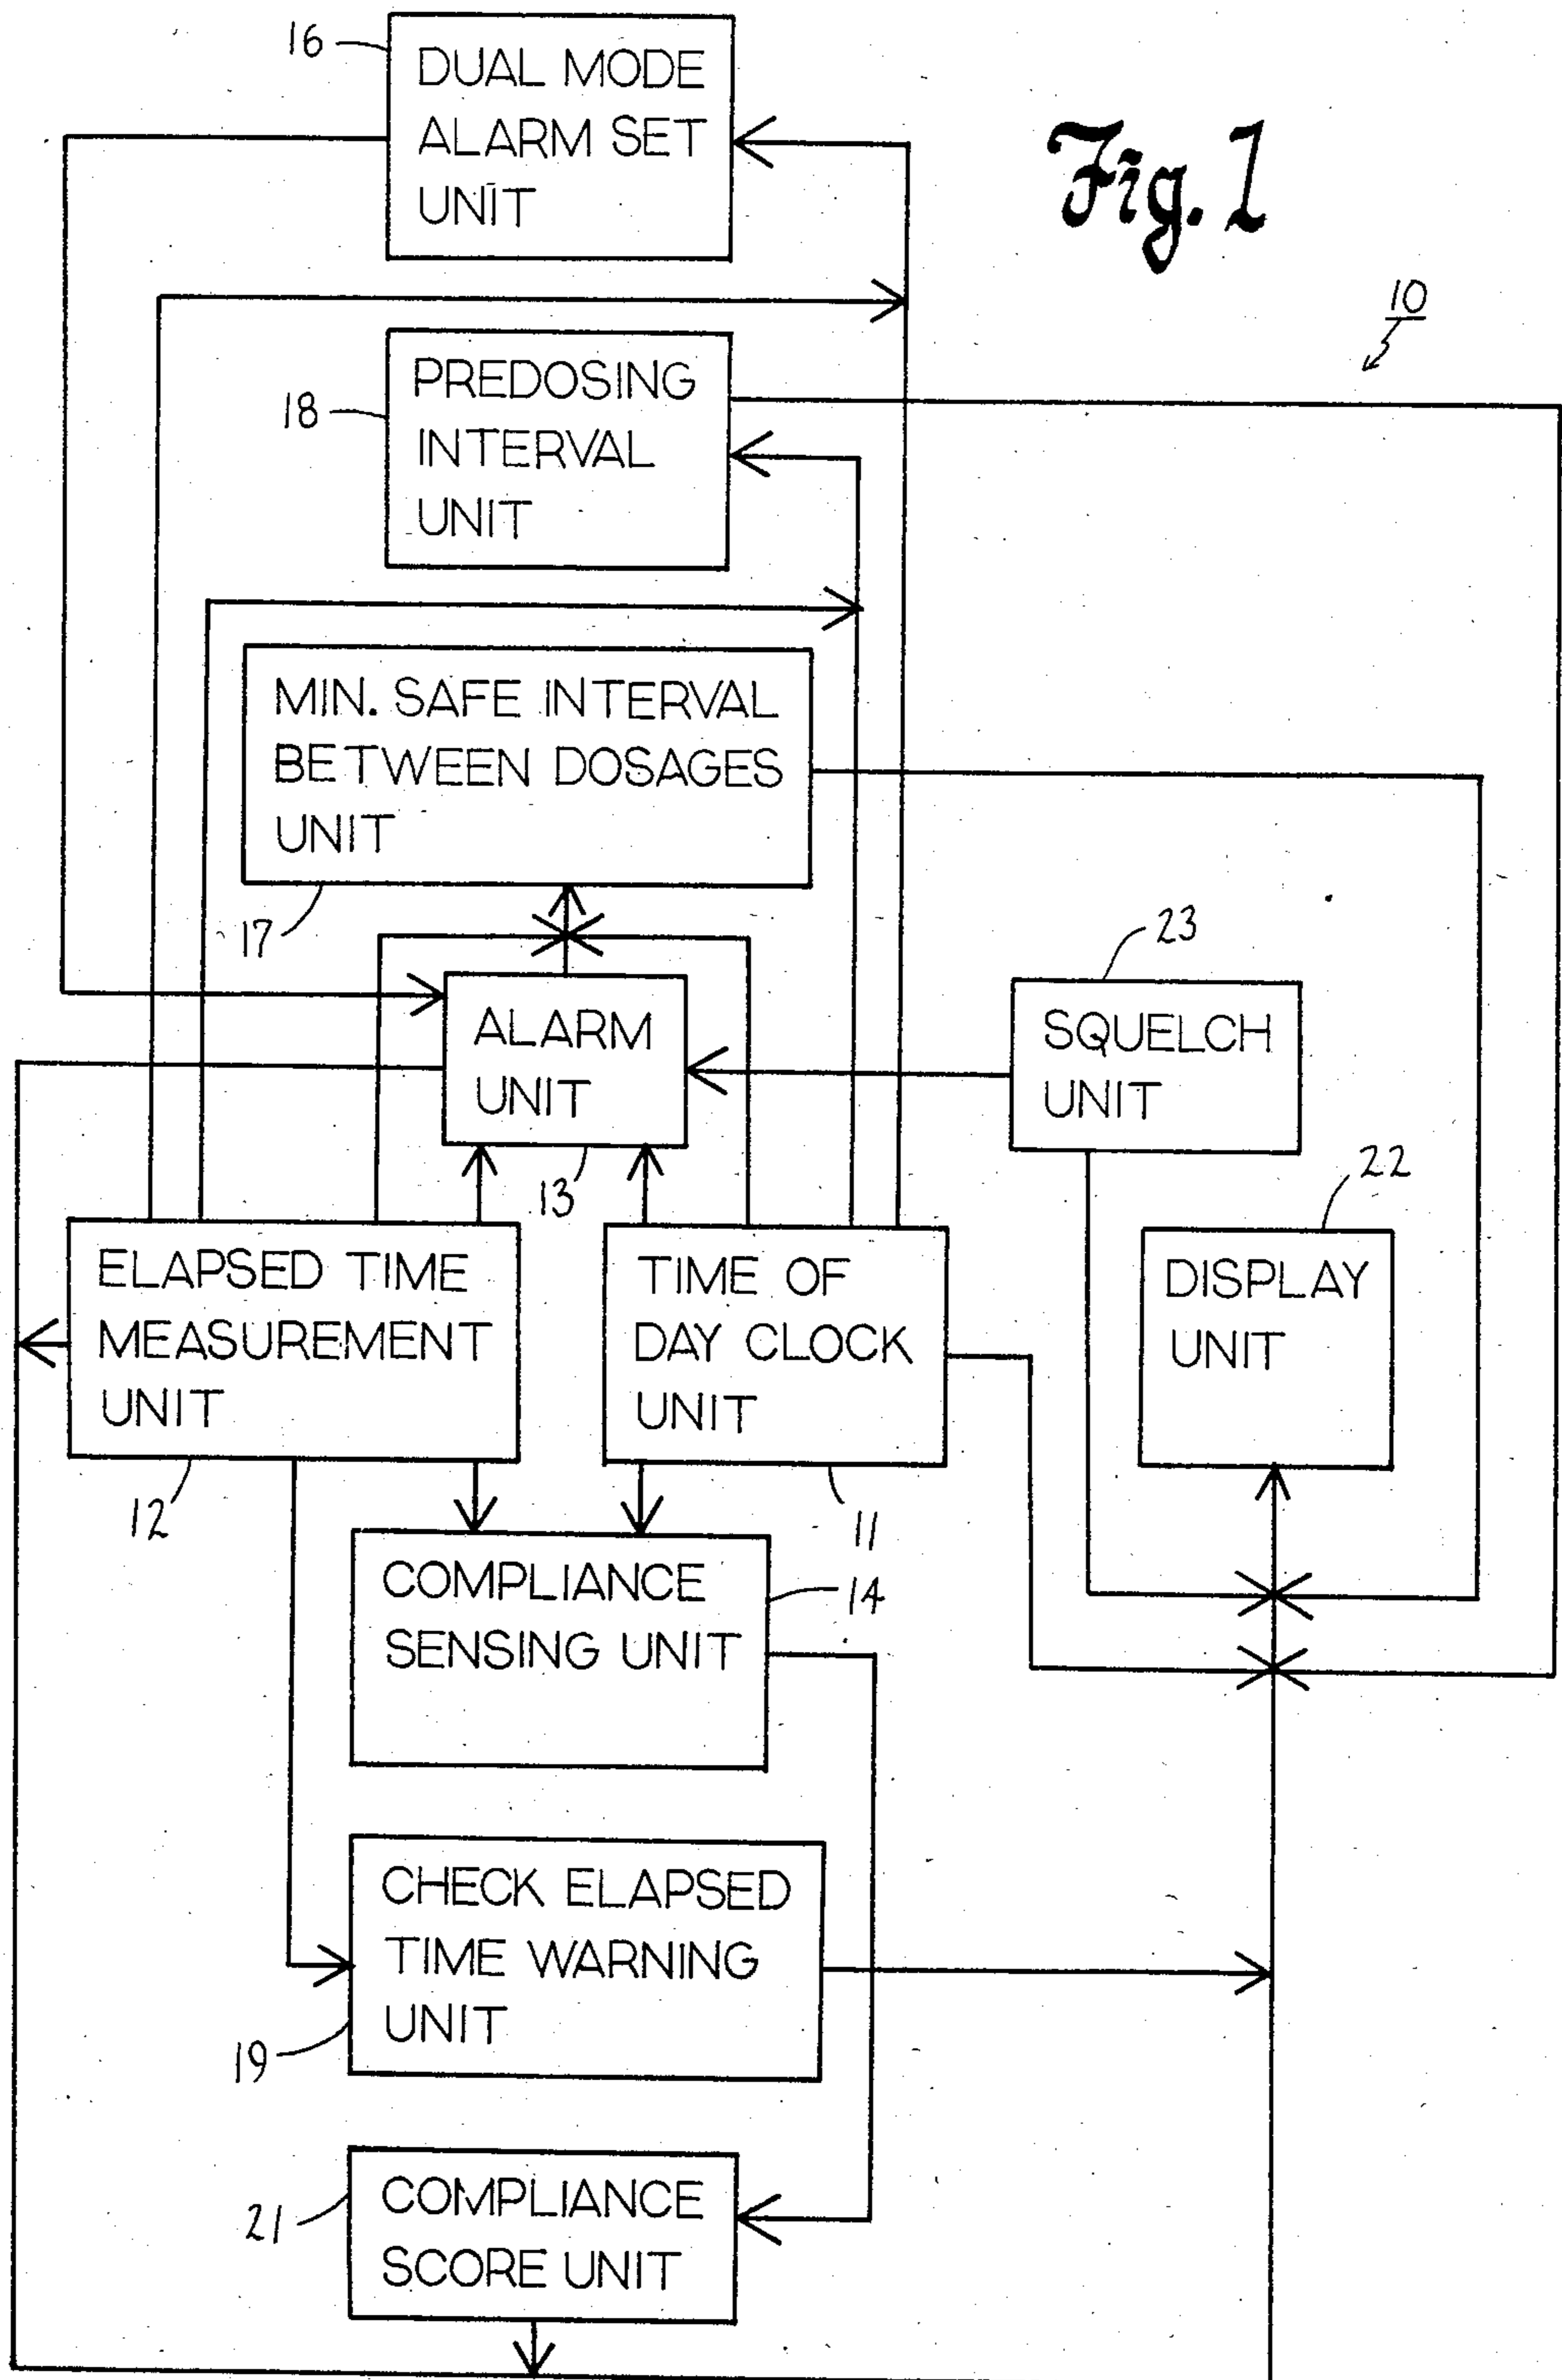 16
DUAL MODE
ALARM SET
UNIT
Fig. 1
10
18
PREDOSING
INTERVAL
UNIT
MIN. SAFE INTERVAL
BETWEEN DOSAGES
UNIT
17
23
ALARM
UNIT
SQUELCH
UNIT
13
22
ELAPSED TIME
MEASUREMENT
UNIT
TIME OF
DAY CLOCK
UNIT
DISPLAY
UNIT
12
11
COMPLIANCE
SENSING UNIT
14
CHECK ELAPSED
TIME WARNING
UNIT
19
COMPLIANCE
SCORE UNIT
21